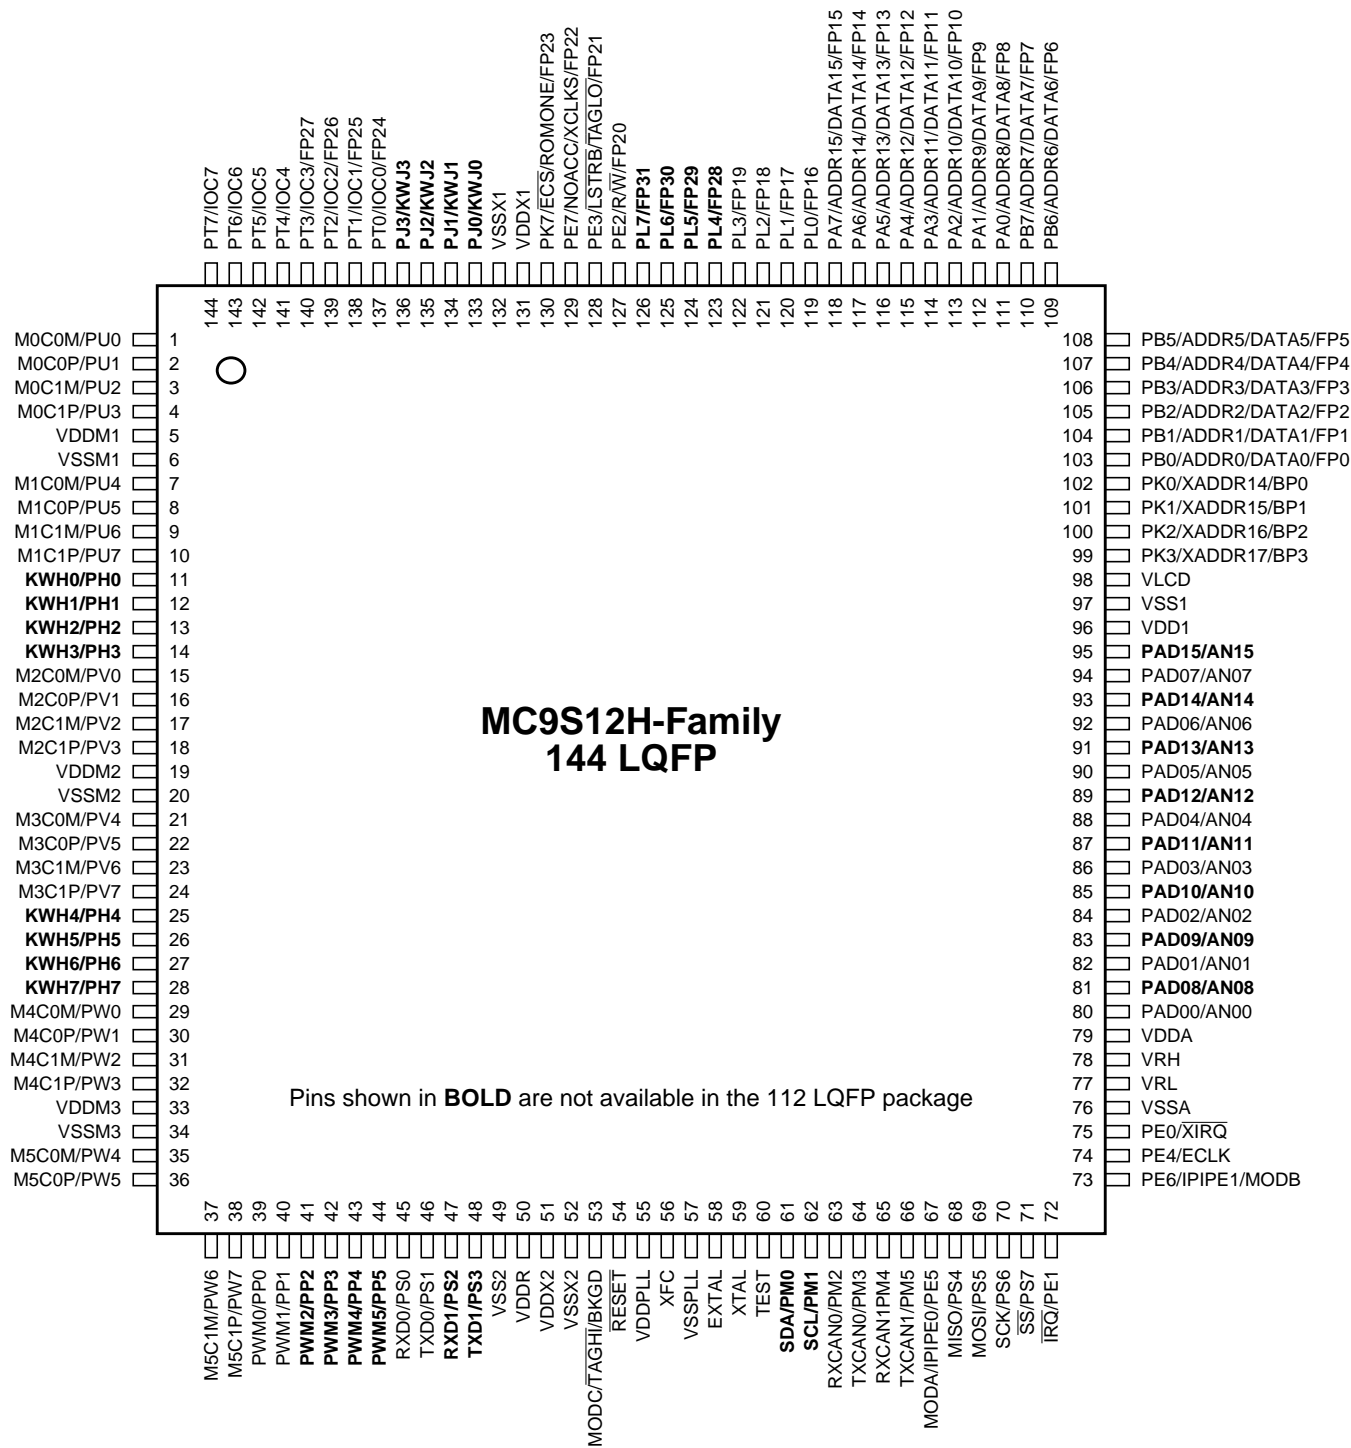 PT7/IOC7
PT6/IOC6
PT5/IOC5
PT4/IOC4
PT3/IOC3/FP27
PT2/IOC2/FP26
PT1/IOC1/FP25
PT0/IOC0/FP24
PJ3/KWJ3
PJ2/KWJ2
PJ1/KWJ1
PJ0/KWJ0
VSSX1
VDDX1
PK7/ECS/ROMONE/FP23
PE7/NOACC/XCLKS/FP22
PE3/LSTRB/TAGLO/FP21
PE2/R/W/FP20
PL7/FP31
PL6/FP30
PL5/FP29
PL4/FP28
PL3/FP19
PL2/FP18
PL1/FP17
PL0/FP16
PA7/ADDR15/DATA15/FP15
PA6/ADDR14/DATA14/FP14
PA5/ADDR13/DATA13/FP13
PA4/ADDR12/DATA12/FP12
PA3/ADDR11/DATA11/FP11
PA2/ADDR10/DATA10/FP10
PA1/ADDR9/DATA9/FP9
PA0/ADDR8/DATA8/FP8
PB7/ADDR7/DATA7/FP7
PB6/ADDR6/DATA6/FP6
144
143
142
141
140
139
138
137
136
135
134
133
132
131
130
129
128
127
126
125
124
123
122
121
120
119
118
117
116
115
114
113
112
111
110
109
M0C0M/PU0 1
M0C0P/PU1 2
M0C1M/PU2 3
M0C1P/PU3 4
VDDM1 5
VSSM1 6
M1C0M/PU4 7
M1C0P/PU5 8
M1C1M/PU6 9
M1C1P/PU7 10
KWH0/PH0 11
KWH1/PH1 12
KWH2/PH2 13
KWH3/PH3 14
M2C0M/PV0 15
M2C0P/PV1 16
M2C1M/PV2 17
M2C1P/PV3 18
VDDM2 19
VSSM2 20
M3C0M/PV4 21
M3C0P/PV5 22
M3C1M/PV6 23
M3C1P/PV7 24
KWH4/PH4 25
KWH5/PH5 26
KWH6/PH6 27
KWH7/PH7 28
M4C0M/PW0 29
M4C0P/PW1 30
M4C1M/PW2 31
M4C1P/PW3 32
VDDM3 33
VSSM3 34
M5C0M/PW4 35
M5C0P/PW5 36
MC9S12H-Family
144 LQFP
Pins shown in BOLD are not available in the 112 LQFP package
108 PB5/ADDR5/DATA5/FP5
107 PB4/ADDR4/DATA4/FP4
106 PB3/ADDR3/DATA3/FP3
105 PB2/ADDR2/DATA2/FP2
104 PB1/ADDR1/DATA1/FP1
103 PB0/ADDR0/DATA0/FP0
102 PK0/XADDR14/BP0
101 PK1/XADDR15/BP1
100 PK2/XADDR16/BP2
99 PK3/XADDR17/BP3
98 VLCD
97 VSS1
96 VDD1
95 PAD15/AN15
94 PAD07/AN07
93 PAD14/AN14
92 PAD06/AN06
91 PAD13/AN13
90 PAD05/AN05
89 PAD12/AN12
88 PAD04/AN04
87 PAD11/AN11
86 PAD03/AN03
85 PAD10/AN10
84 PAD02/AN02
83 PAD09/AN09
82 PAD01/AN01
81 PAD08/AN08
80 PAD00/AN00
79 VDDA
78 VRH
77 VRL
76 VSSA
75 PE0/XIRQ
74 PE4/ECLK
73 PE6/IPIPE1/MODB
37
38
39
40
41
42
43
44
45
46
47
48
49
50
51
52
53
54
55
56
57
58
59
60
61
62
63
64
65
66
67
68
69
70
71
72
M5C1M/PW6
M5C1P/PW7
PWM0/PP0
PWM1/PP1
PWM2/PP2
PWM3/PP3
PWM4/PP4
PWM5/PP5
RXD0/PS0
TXD0/PS1
RXD1/PS2
TXD1/PS3
VSS2
VDDR
VDDX2
VSSX2
MODC/TAGHI/BKGD
RESET
VDDPLL
XFC
VSSPLL
EXTAL
XTAL
TEST
SDA/PM0
SCL/PM1
RXCAN0/PM2
TXCAN0/PM3
RXCAN1PM4
TXCAN1/PM5
MODA/IPIPE0/PE5
MISO/PS4
MOSI/PS5
SCK/PS6
SS/PS7
IRQ/PE1